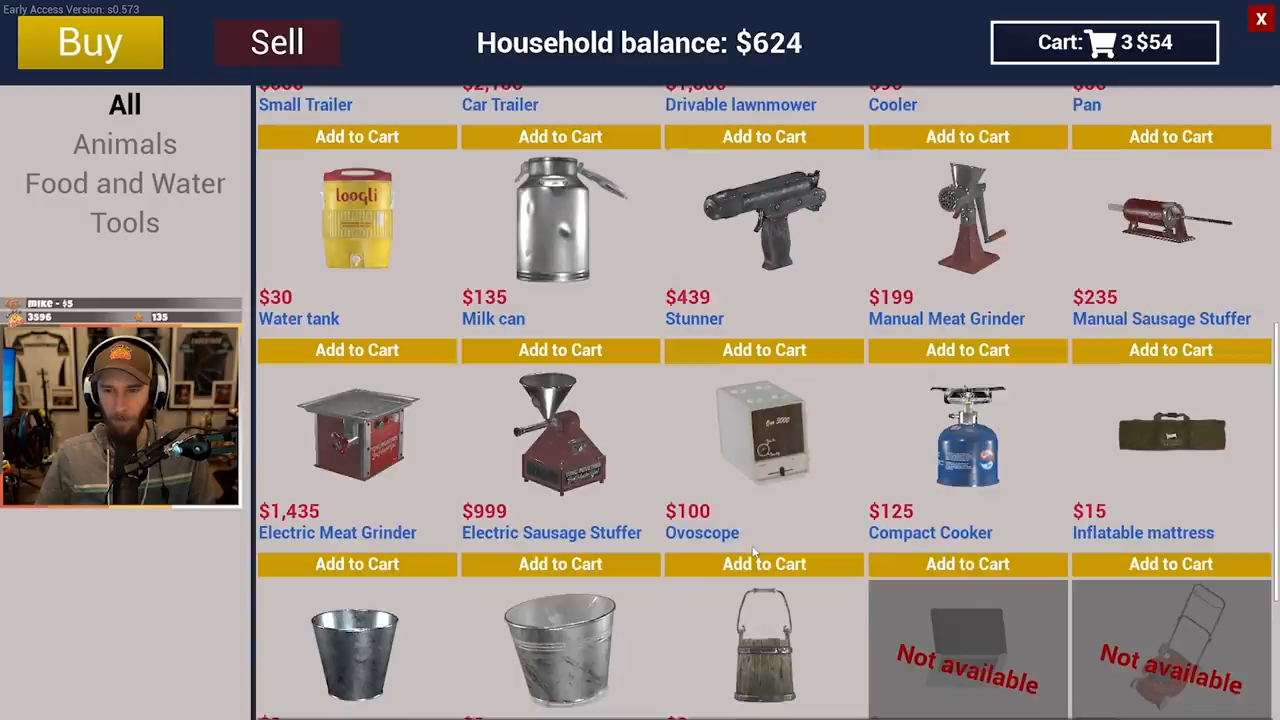 Early Access Version: s0.573
Buy
Sell
Household balance: $624
Cart: 3 $54
X
All
Animals
Food and Water
Tools
Small Trailer
Car Trailer
Drivable lawnmower
Cooler
Pan
Add to Cart
Add to Cart
Add to Cart
Add to Cart
Add to Cart
loogli
$30
$135
$439
$199
$235
Water tank
Milk can
Stunner
Manual Meat Grinder
Manual Sausage Stuffer
Add to Cart
Add to Cart
Add to Cart
Add to Cart
Add to Cart
mike - $5
3596
135
$1,435
$999
$100
$125
$15
Electric Meat Grinder
Electric Sausage Stuffer
Ovoscope
Compact Cooker
Inflatable mattress
Add to Cart
Add to Cart
Add to Cart
Add to Cart
Add to Cart
Not available
Not available